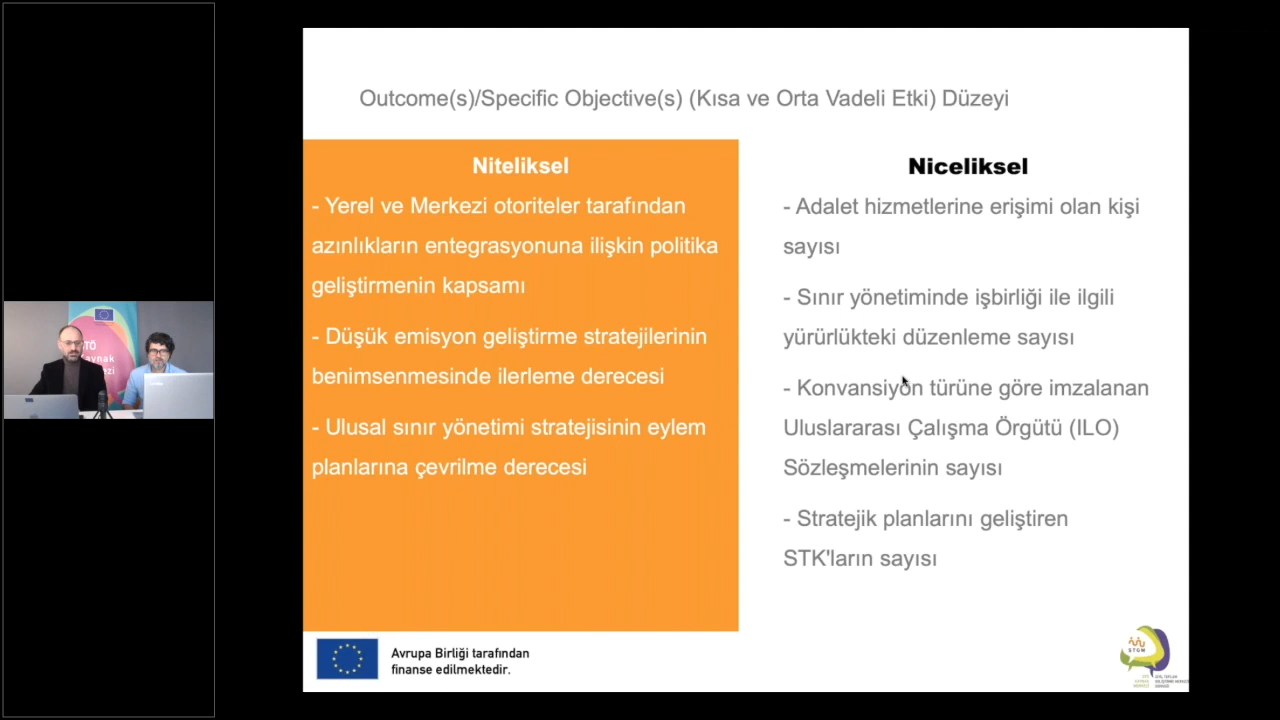 Outcome(s)/Specific Objective(s) (Kısa ve Orta Vadeli Etki) Düzeyi
Niteliksel
- Yerel ve Merkezi otoriteler tarafından
azınlıkların entegrasyonuna ilişkin politika
geliştirmenin kapsamı
- Düşük emisyon geliştirme stratejilerinin
benimsenmesinde ilerleme derecesi
- Ulusal sınır yönetimi stratejisinin eylem
planlarına çevrilme derecesi
Niceliksel
- Adalet hizmetlerine erişimi olan kişi
sayısı
- Sınır yönetiminde işbirliği ile ilgili
yürürlükteki düzenleme sayısı
- Konvansiyon türüne göre imzalanan
Uluslararası Çalışma Örgütü (ILO)
Sözleşmelerinin sayısı
- Stratejik planlarını geliştiren
STK'ların sayısı
Avrupa Birliği tarafından
finanse edilmektedir.
STGM